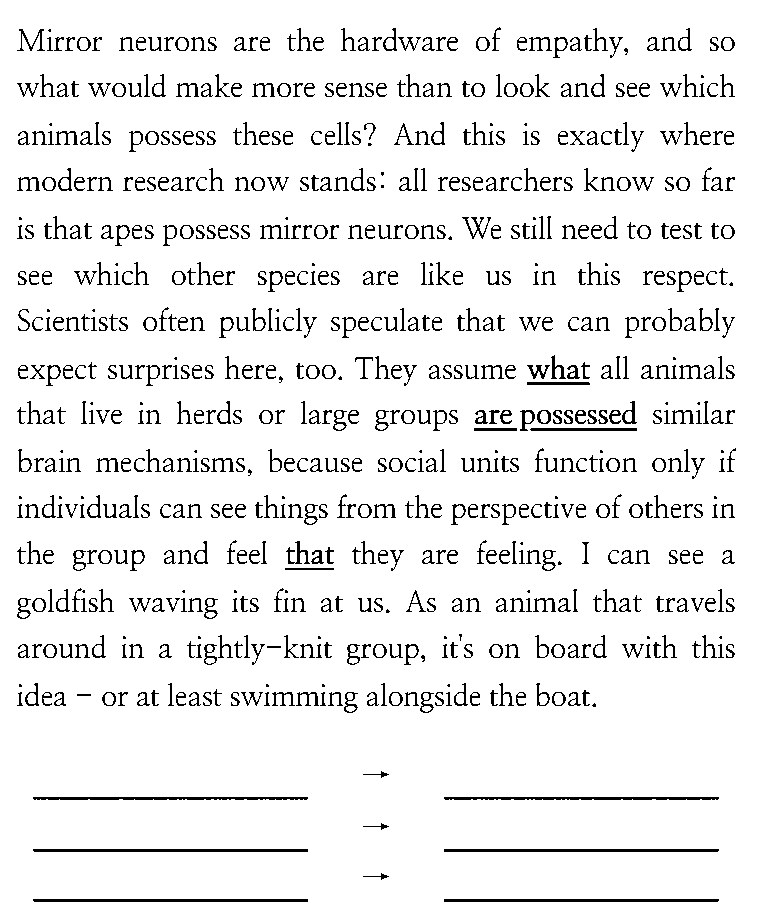 Mirror neurons are the hardware of empathy, and so
what would make more sense than to look and see which
animals possess these cells? And this is exactly where
modern research now stands: all researchers know so far
is that apes possess mirror neurons. We still need to test to
see which other species are like us in this respect.
Scientists often publicly speculate that we can probably
expect surprises here, too. They assume what all animals
that live in herds or large groups are possessed similar
brain mechanisms, because social units function only if
individuals can see things from the perspective of others in
the group and feel that they are feeling. I can see a
goldfish waving its fin at us. As an animal that travels
around in a tightly-knit group, it's on board with this
idea - or at least swimming alongside the boat.
→
→
→